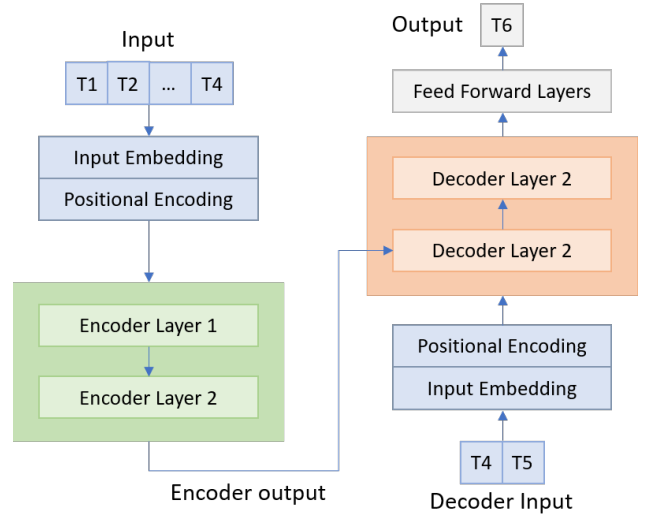 Input
T1 T2 ... T4
Input Embedding
Positional Encoding
Encoder Layer 1
Encoder Layer 2
Encoder output
Output T6
Feed Forward Layers
Decoder Layer 2
Decoder Layer 2
Positional Encoding
Input Embedding
T4 T5
Decoder Input